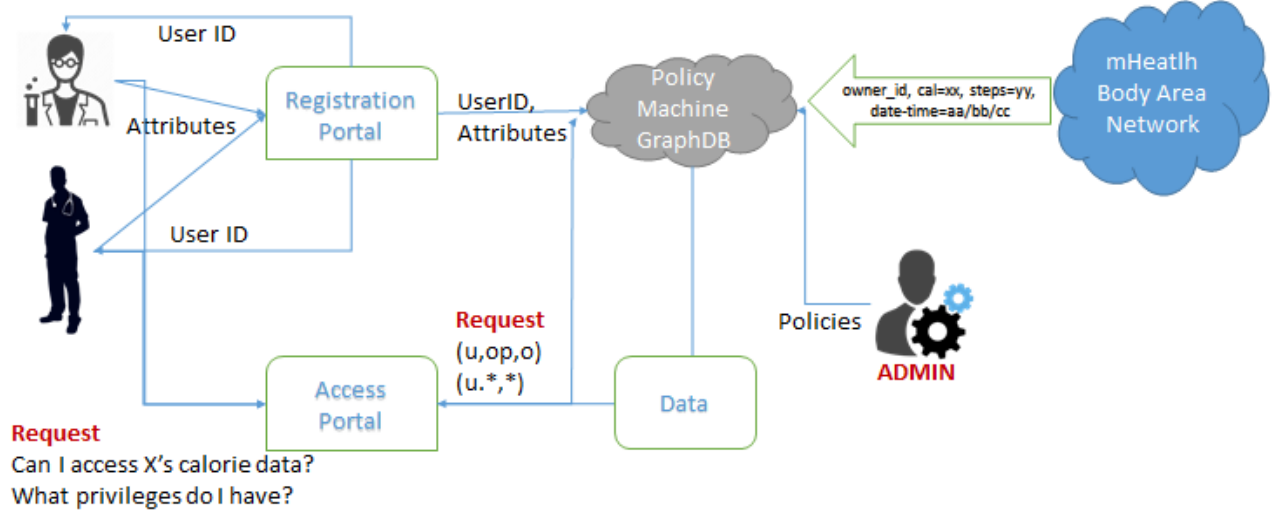 User ID
Attributes
Registration
Portal
User ID
UserID,
Attributes
Policy
Machine
GraphDB
owner_id, cal=xx, steps=yy,
date-time=aa/bb/cc
mHeatlh
Body Area
Network
Policies
ADMIN
Request
(u,op,o)
(u.*,*)
Access
Portal
Data
Request
Can I access X's calorie data?
What privileges do I have?